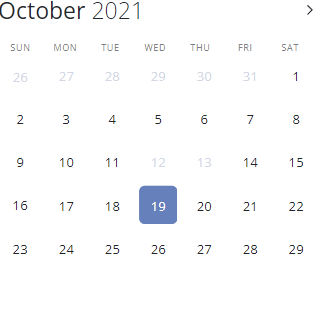 October 2021
SUN MON TUE WED THU FRI SAT
26 27 28 29 30 31 1
2 3 4 5 6 7 8
9 10 11 12 13 14 15
16 17 18 19 20 21 22
23 24 25 26 27 28 29